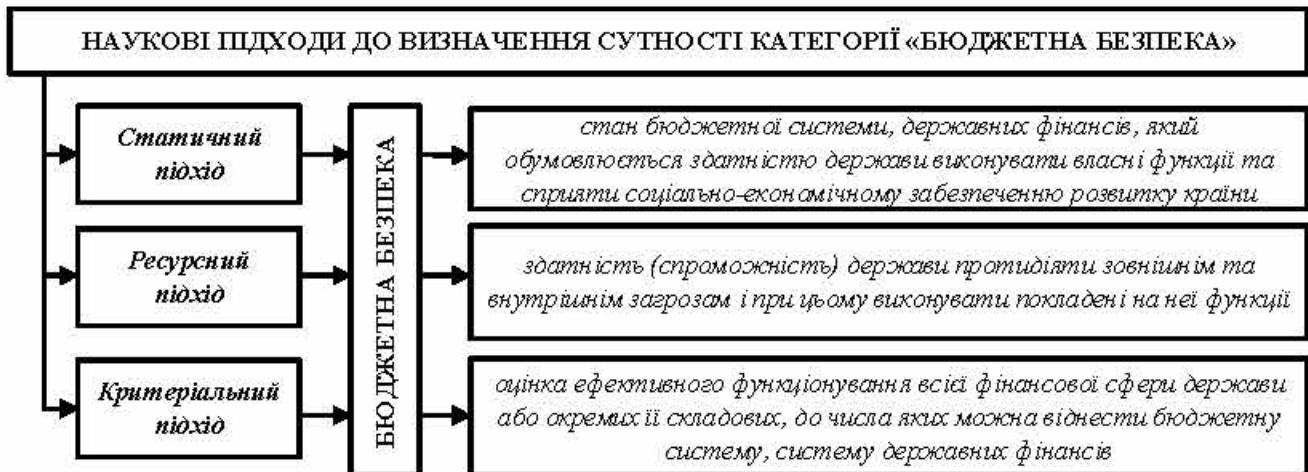 НАУКОВІ ПІДХОДИ ДО ВИЗНАЧЕННЯ СУТНОСТІ КАТЕГОРІЇ «БЮДЖЕТНА БЕЗПЕКА»
Статичний
підхід
БЮДЖЕТНА БЕЗПЕКА
стан бюджетної системи, державних фінансів, який
обумовлюється здатністю держави виконувати власні функції та
сприяти соціально-економічному забезпеченню розвитку країни
Ресурсний
підхід
здатність (спроможність) держави протидіяти зовнішнім та
внутрішнім загрозам і при цьому виконувати покладені на неї функції
Критеріальний
підхід
оцінка ефективного функціонування всієї фінансової сфери держави
або окремих її складових, до числа яких можна віднести бюджетну
систему, систему державних фінансів